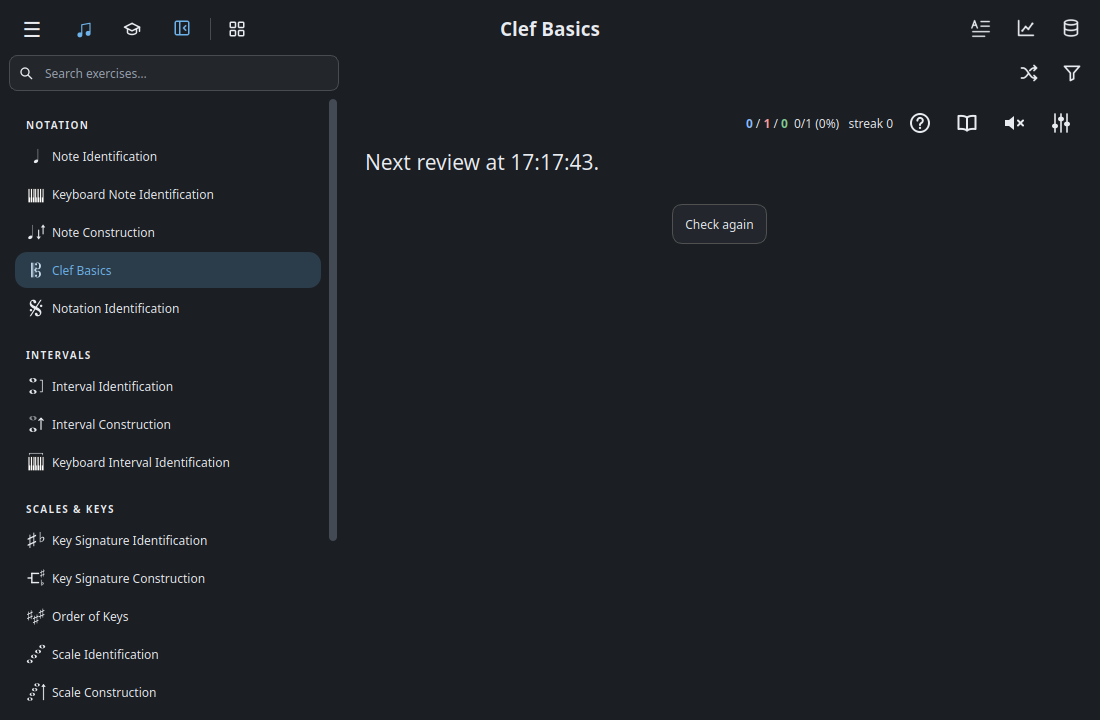 Clef Basics
Search exercises...
0 / 1 / 0 0/1 (0%) streak 0
Next review at 17:17:43.
Check again
NOTATION
Note Identification
Keyboard Note Identification
Note Construction
Clef Basics
Notation Identification
INTERVALS
Interval Identification
Interval Construction
Keyboard Interval Identification
SCALES & KEYS
Key Signature Identification
Key Signature Construction
Order of Keys
Scale Identification
Scale Construction